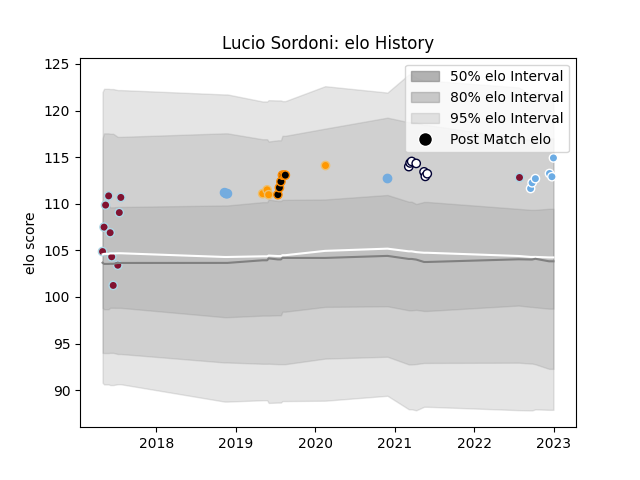 Lucio Sordoni: elo History
125
120
115
110
105
100
95
90
elo score
50% elo Interval
80% elo Interval
95% elo Interval
Post Match elo
2018 2019 2020 2021 2022 2023